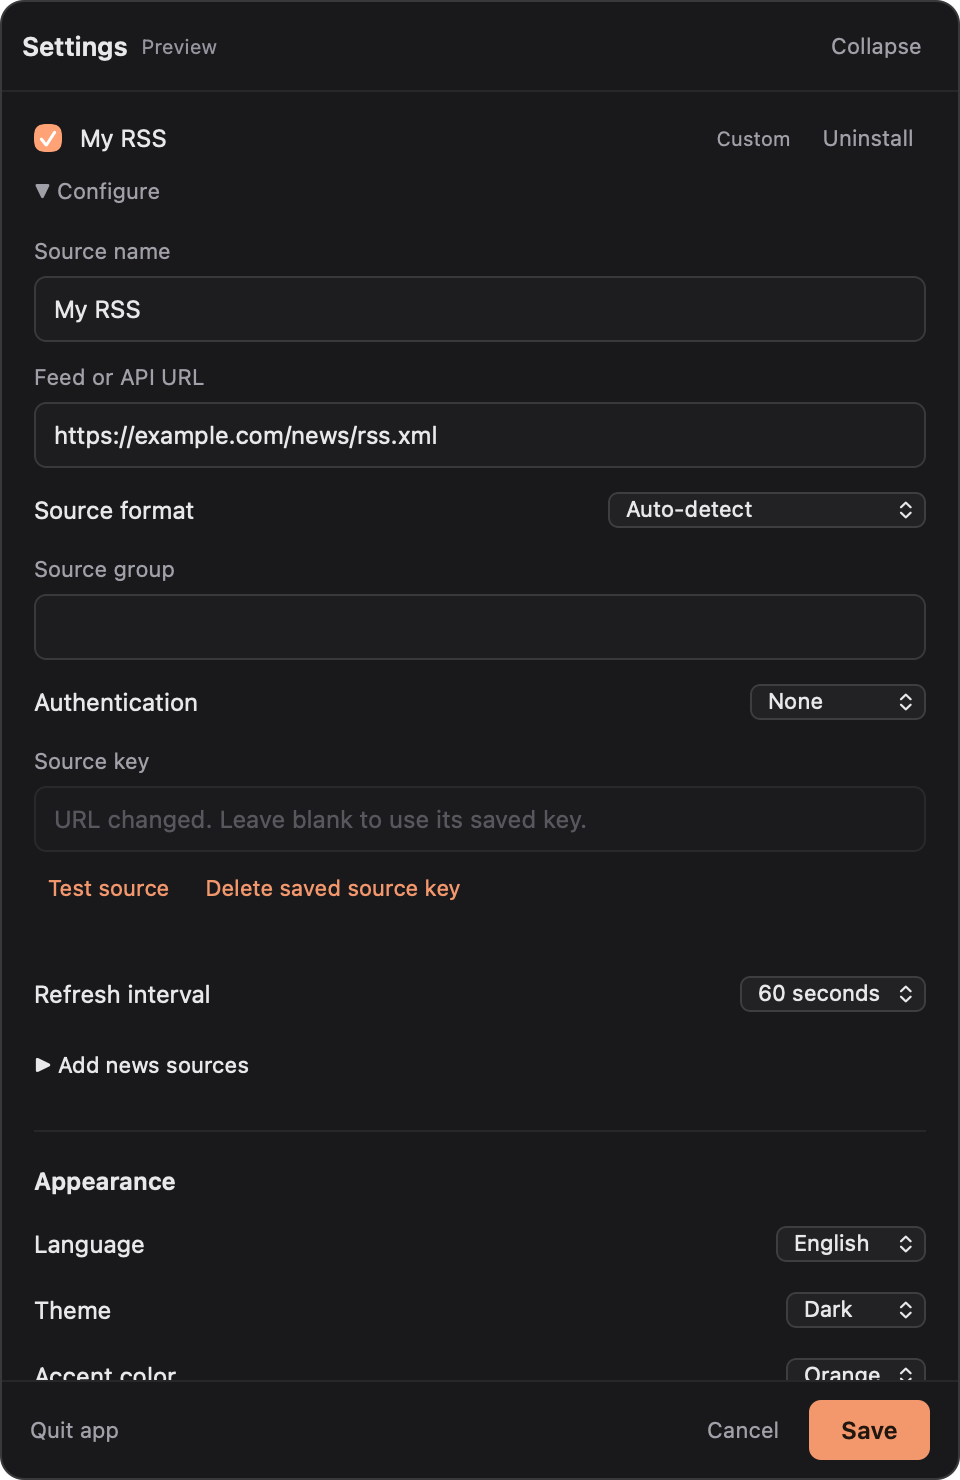 Settings Preview Collapse
My RSS Custom Uninstall
Configure
Source name
My RSS
Feed or API URL
https://example.com/news/rss.xml
Source format Auto-detect
Source group
Authentication None
Source key
URL changed. Leave blank to use its saved key.
Test source Delete saved source key
Refresh interval 60 seconds
Add news sources
Appearance
Language English
Theme Dark
Accent color Orange
Quit app Cancel Save